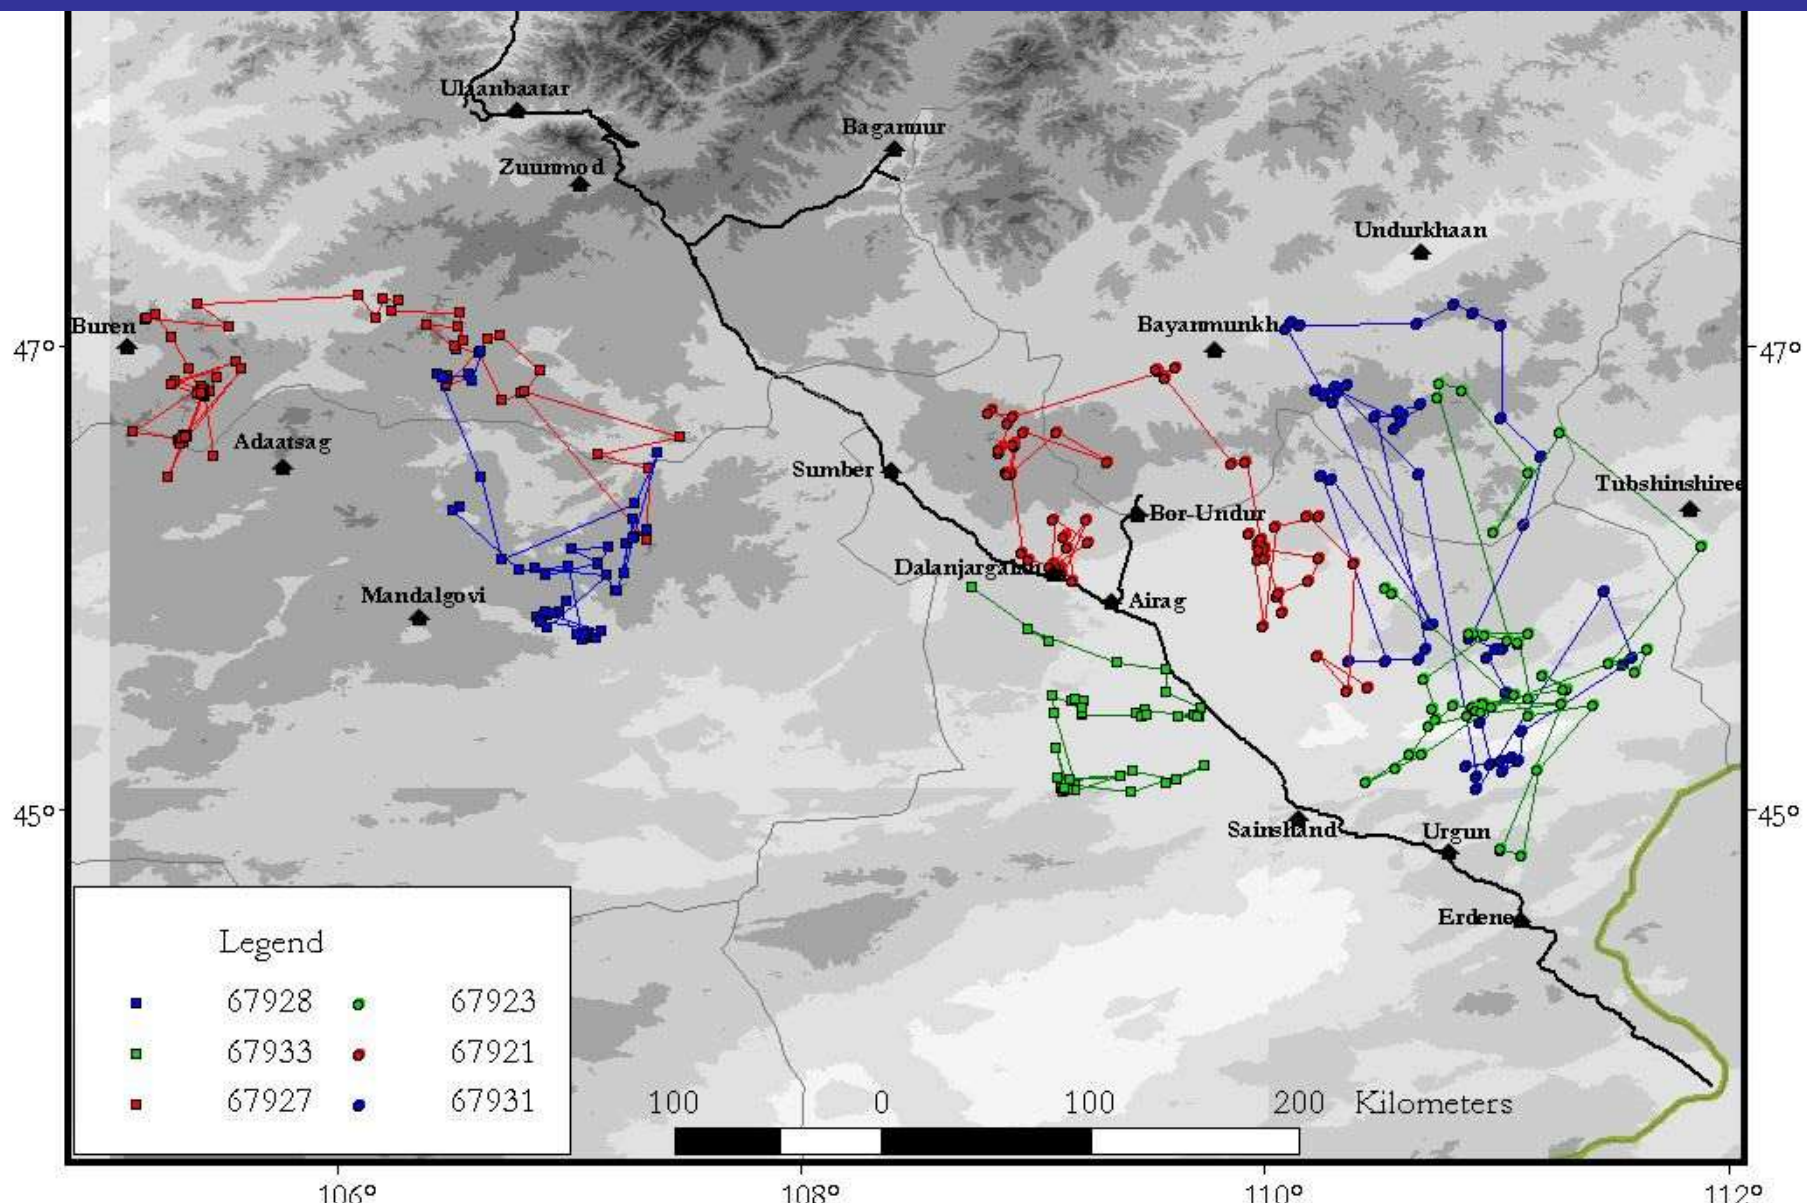 Ulaanbaatar
Baganuur
Zuunmod
Undurkhaan
Buren
Bayanmunkh
47°
47°
Adaatsag
Sumber
Tubshinshiree
Bor-Undur
Dalanjargalan
Mandalgovi
Airag
45°
45°
Sainshand
Urgun
Erdene
Legend
67928
67923
67933
67921
67927
67931
100 0 100 200 Kilometers
106° 108° 110° 112°